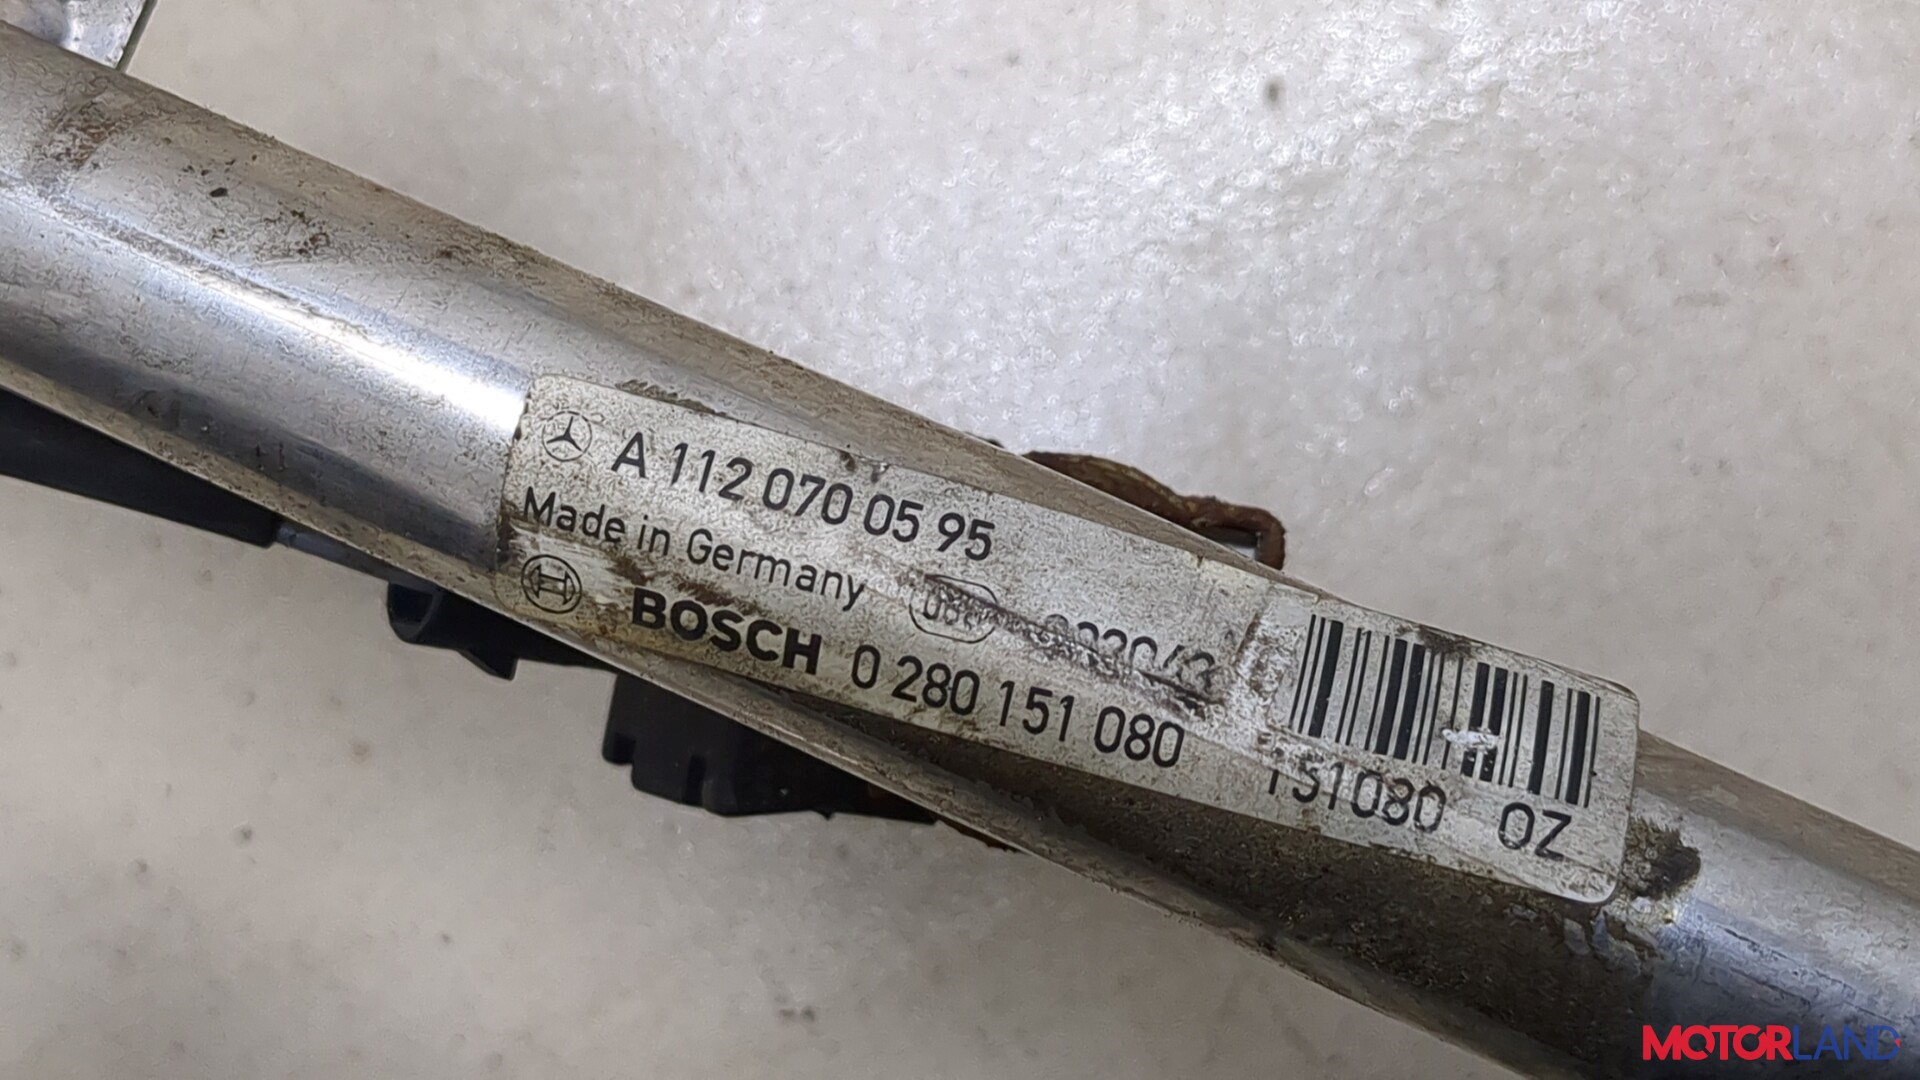 A 112 070 05 95
Made in Germany
BOSCH 0 280 151 080
151080 OZ
MOTORLAND